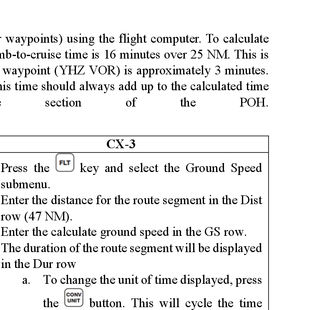 waypoints) using the flight computer. To calculate
mb-to-cruise time is 16 minutes over 25 NM. This is
waypoint (YHZ VOR) is approximately 3 minutes.
his time should always add up to the calculated time
section of the POH.
CX-3
Press the FLT key and select the Ground Speed
submenu.
Enter the distance for the route segment in the Dist
row (47 NM).
Enter the calculate ground speed in the GS row.
The duration of the route segment will be displayed
in the Dur row
a. To change the unit of time displayed, press
the CONV UNIT button. This will cycle the time